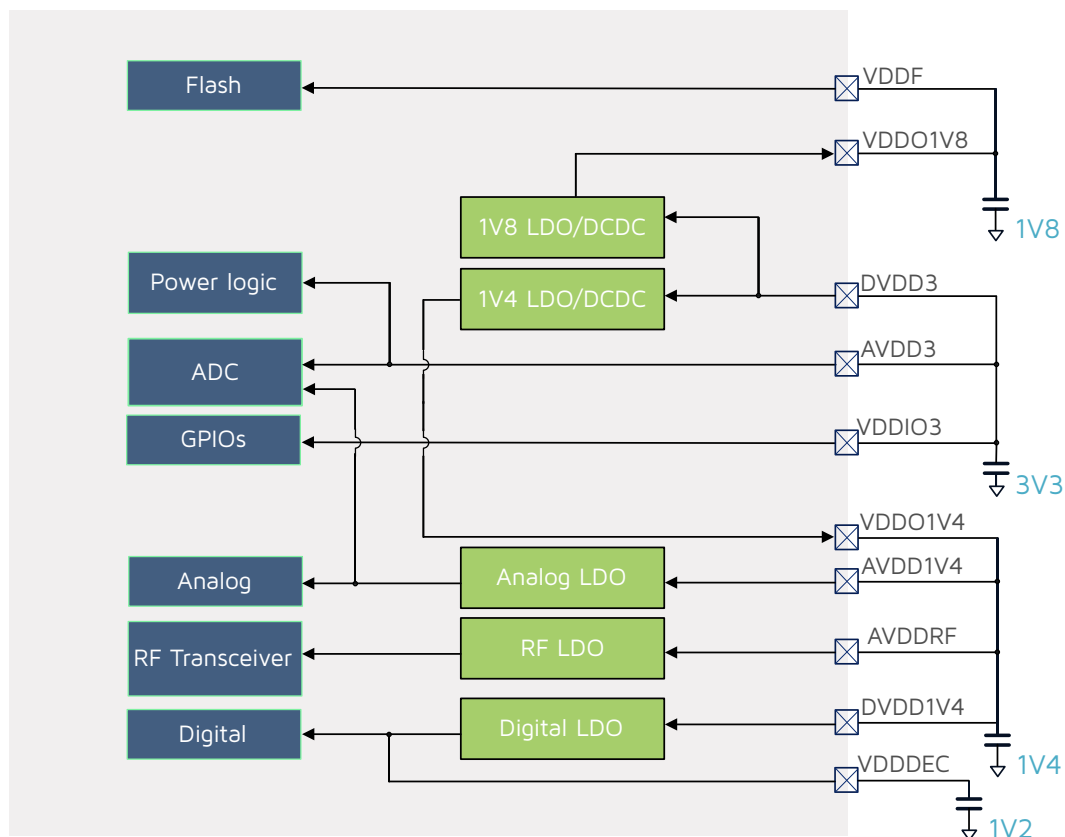 Flash
VDDF
VDDO1V8
1V8 LDO/DCDC
1V8
Power logic
1V4 LDO/DCDC
DVDD3
ADC
AVDD3
GPIOs
VDDIO3
3V3
VDDO1V4
Analog
Analog LDO
AVDD1V4
RF Transceiver
RF LDO
AVDDRF
Digital
Digital LDO
DVDD1V4
1V4
VDDDEC
1V2